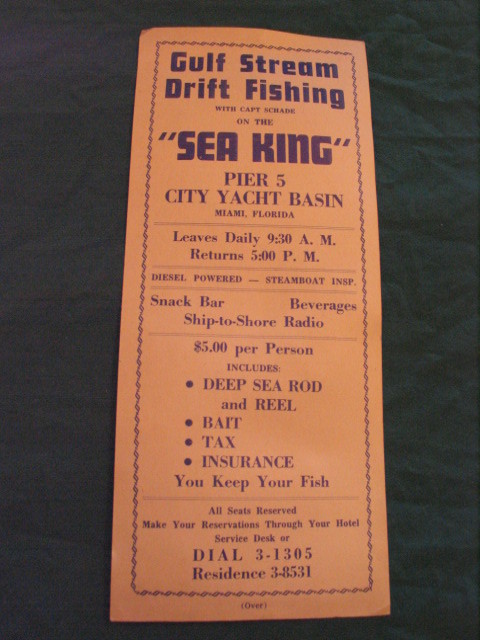 Gulf Stream
Drift Fishing
WITH CAPT SCHADE
ON THE
"SEA KING"
PIER 5
CITY YACHT BASIN
MIAMI, FLORIDA
Leaves Daily 9:30 A. M.
Returns 5:00 P. M.
DIESEL POWERED — STEAMBOAT INSP.
Snack Bar Beverages
Ship-to-Shore Radio
$5.00 per Person
INCLUDES:
• DEEP SEA ROD
and REEL
• BAIT
• TAX
• INSURANCE
You Keep Your Fish
All Seats Reserved
Make Your Reservations Through Your Hotel
Service Desk or
DIAL 3-1305
Residence 3-8531
(Over)